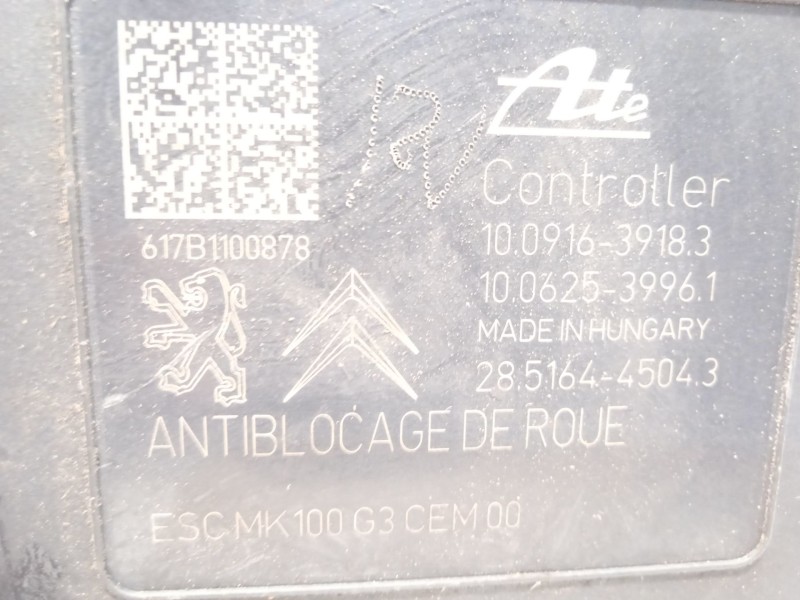 Ate
Controller
617B1100878
10.0916-3918.3
10.0625-3996.1
MADE IN HUNGARY
28.5164-4504.3
ANTIBLOCAGE DE ROUE
ESC MK100 G3 CEM 00